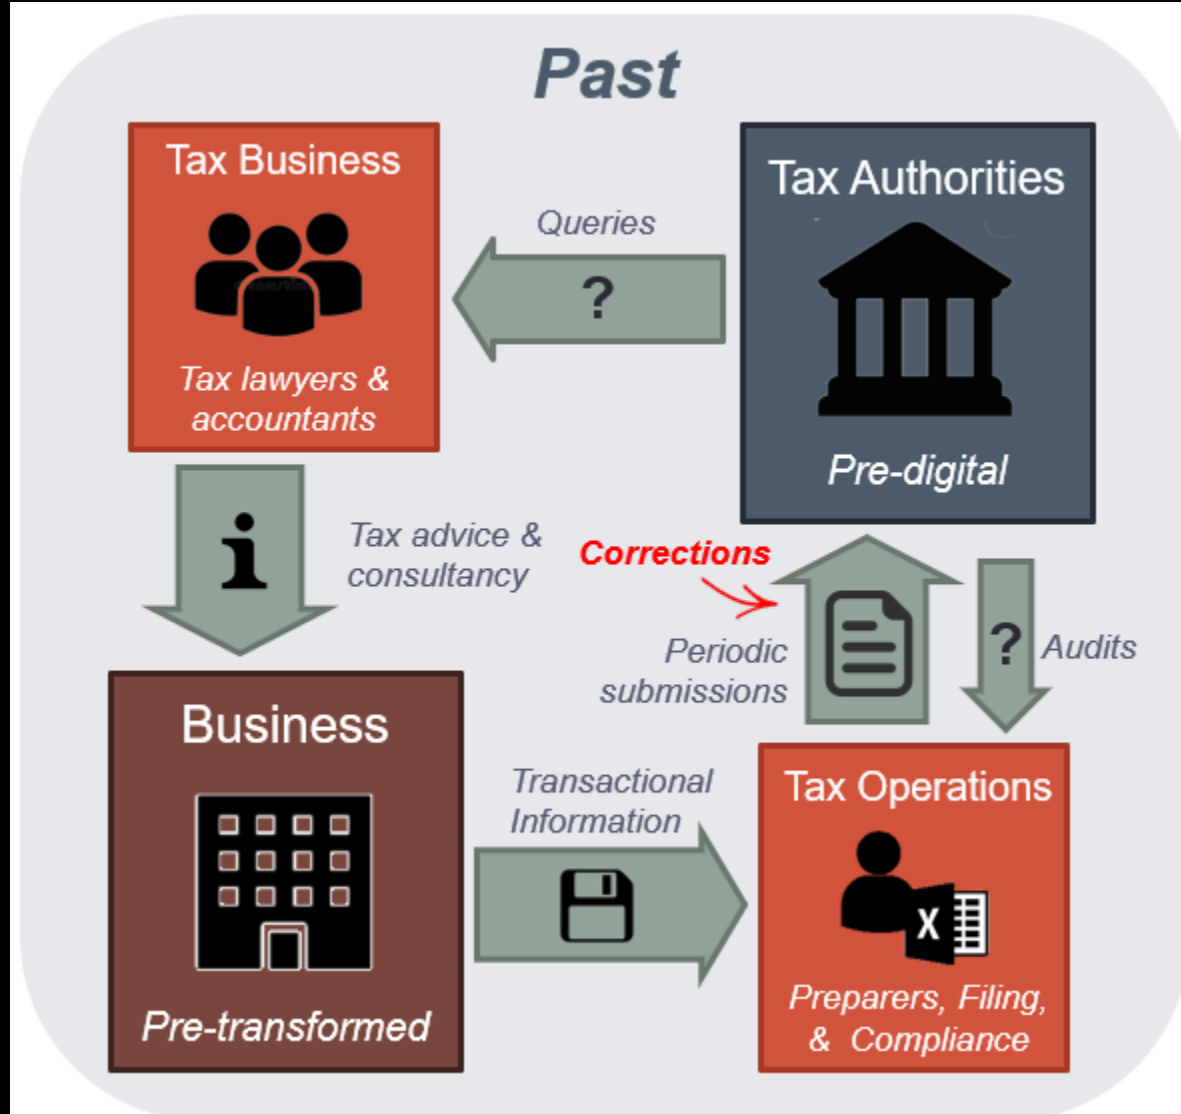 Past
Tax Business
Tax lawyers &
accountants
Queries
?
Tax Authorities
Pre-digital
i
Tax advice &
consultancy
Corrections
Periodic
submissions
?
Audits
Business
Pre-transformed
Transactional
Information
Tax Operations
X
Preparers, Filing,
& Compliance